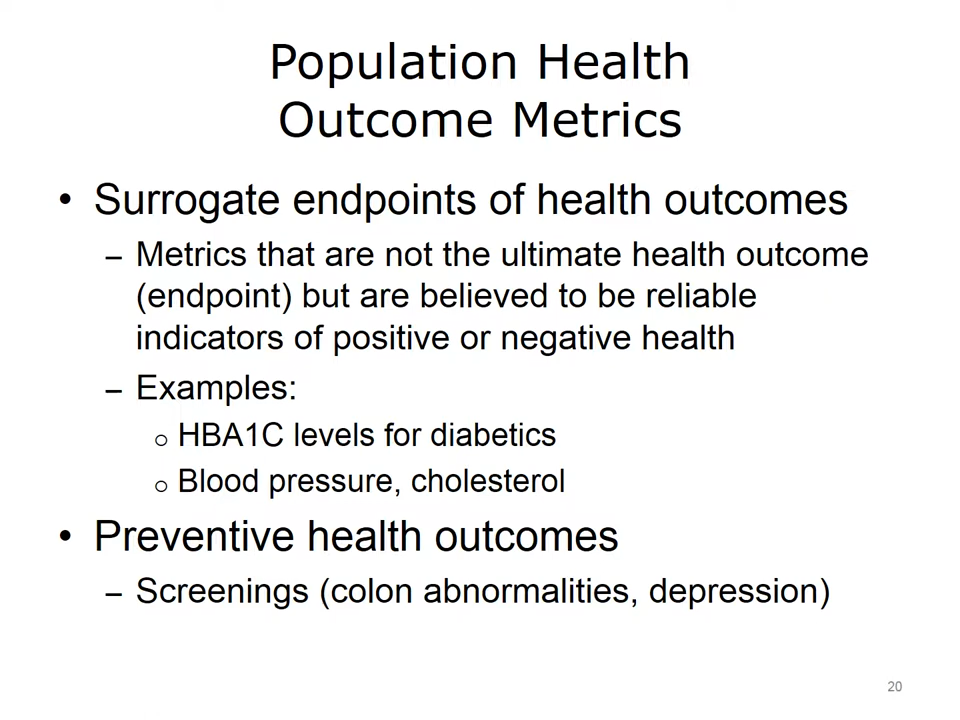 Population Health
Outcome Metrics
• Surrogate endpoints of health outcomes
– Metrics that are not the ultimate health outcome
(endpoint) but are believed to be reliable
indicators of positive or negative health
– Examples:
o HBA1C levels for diabetics
o Blood pressure, cholesterol
• Preventive health outcomes
– Screenings (colon abnormalities, depression)
20